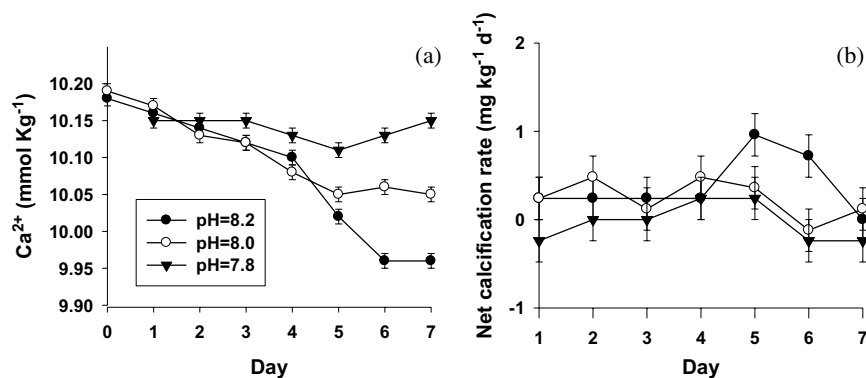 (a)
Ca²⁺ (mmol Kg⁻¹)
10.20
10.15
10.10
10.05
10.00
9.95
9.90
pH=8.2
pH=8.0
pH=7.8
0 1 2 3 4 5 6 7
Day
(b)
Net calcification rate (mg kg⁻¹ d⁻¹)
2
1
0
-1
1 2 3 4 5 6 7
Day